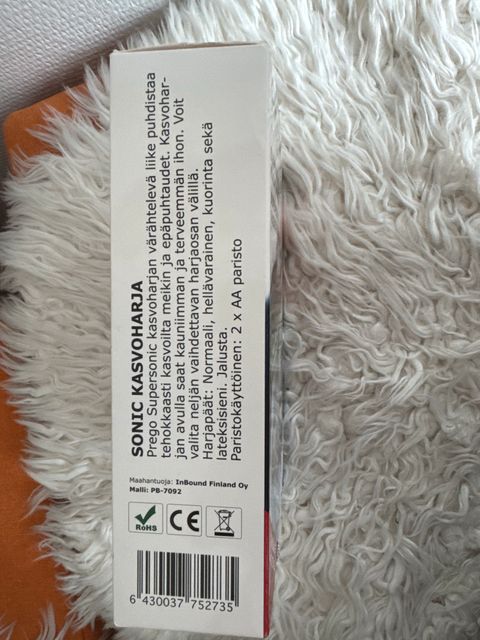 SONIC KASVOHARJA
Prego Supersonic kasvoharjan värähtelevä liike puhdistaa
tehokkaasti kasvoilta meikin ja epäpuhtaudet. Kasvohar-
jan avulla saat kauniimman ja terveemmän ihon. Voit
valita neljän vaihdettavan harjaosan välillä.
Harjapäät: Normaali, hellävarainen, kuorinta sekä
lateksisieni. Jalusta.
Paristokäyttöinen: 2 x AA paristo
Maahantuoja: InBound Finland Oy
Malli: PB-7092
RoHS
CE
6 430037 752735